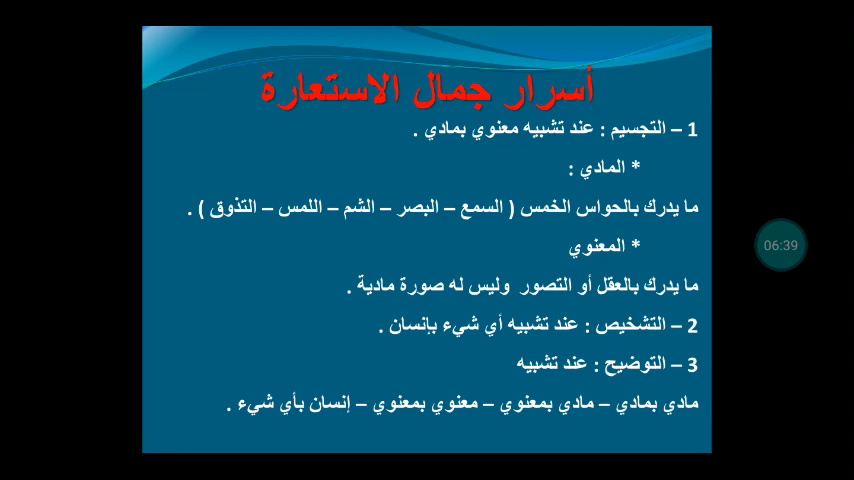 أسرار جمال الاستعارة
1 – التجسيم : عند تشبيه معنوي بمادي .
* المادي :
ما يدرك بالحواس الخمس ( السمع – البصر – الشم – اللمس – التذوق ) .
* المعنوي
ما يدرك بالعقل أو التصور وليس له صورة مادية .
2 – التشخيص : عند تشبيه أي شيء بإنسان .
3 – التوضيح : عند تشبيه
مادي بمادي – مادي بمعنوي – معنوي بمعنوي – إنسان بأي شيء .
06:39